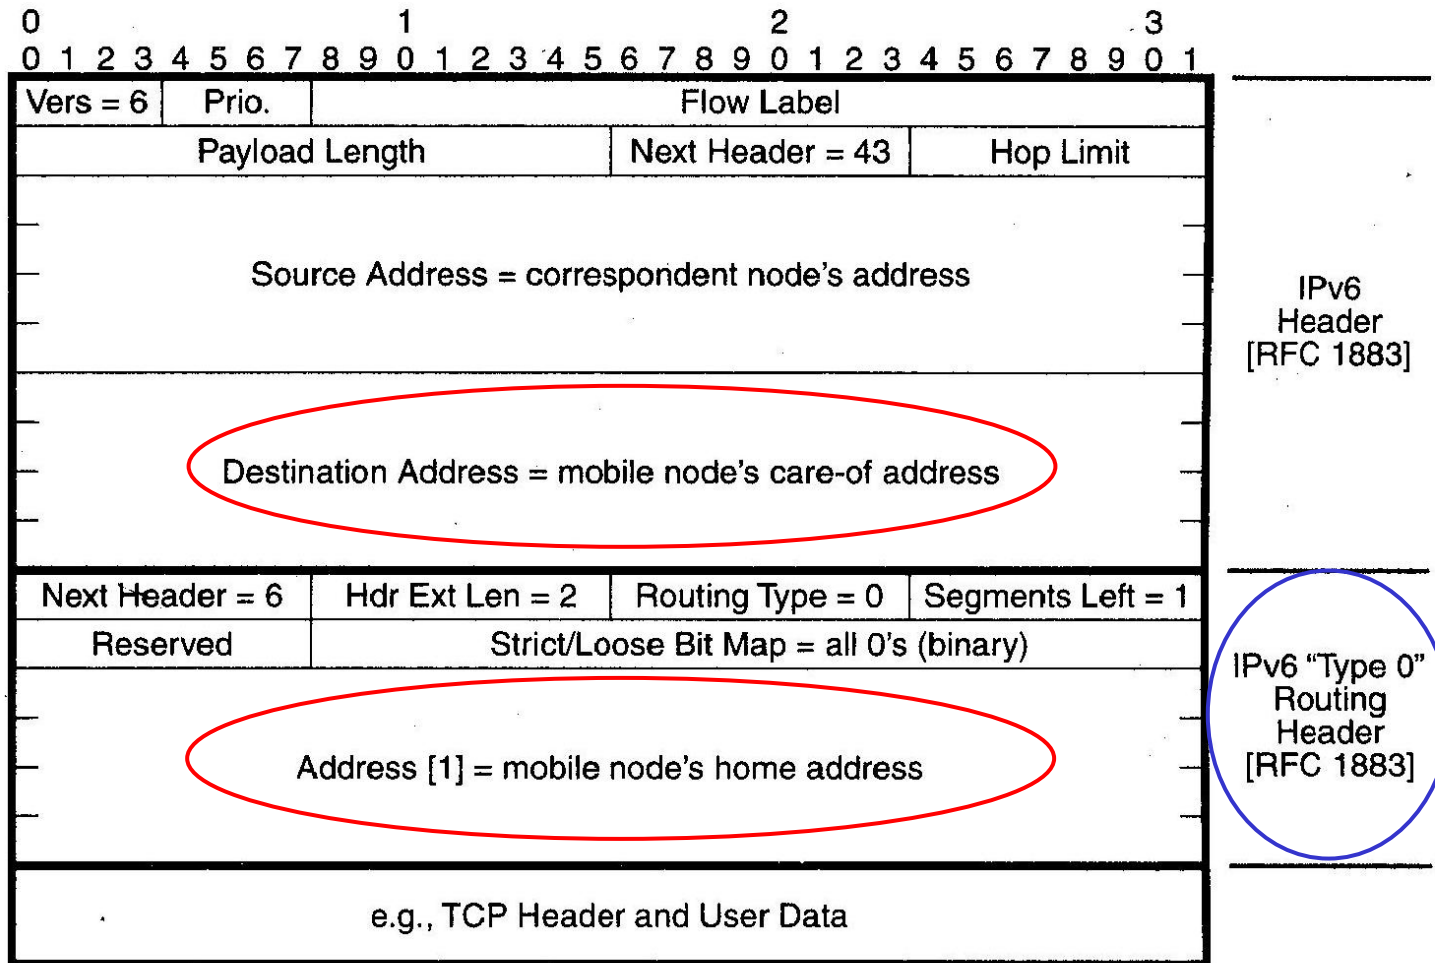 0 1 2 3
0 1 2 3 4 5 6 7 8 9 0 1 2 3 4 5 6 7 8 9 0 1 2 3 4 5 6 7 8 9 0 1
Vers = 6 Prio. Flow Label
Payload Length Next Header = 43 Hop Limit
Source Address = correspondent node's address
IPv6
Header
[RFC 1883]
Destination Address = mobile node's care-of address
Next Header = 6 Hdr Ext Len = 2 Routing Type = 0 Segments Left = 1
Reserved Strict/Loose Bit Map = all 0's (binary)
IPv6 “Type 0”
Routing
Header
[RFC 1883]
Address [1] = mobile node's home address
e.g., TCP Header and User Data